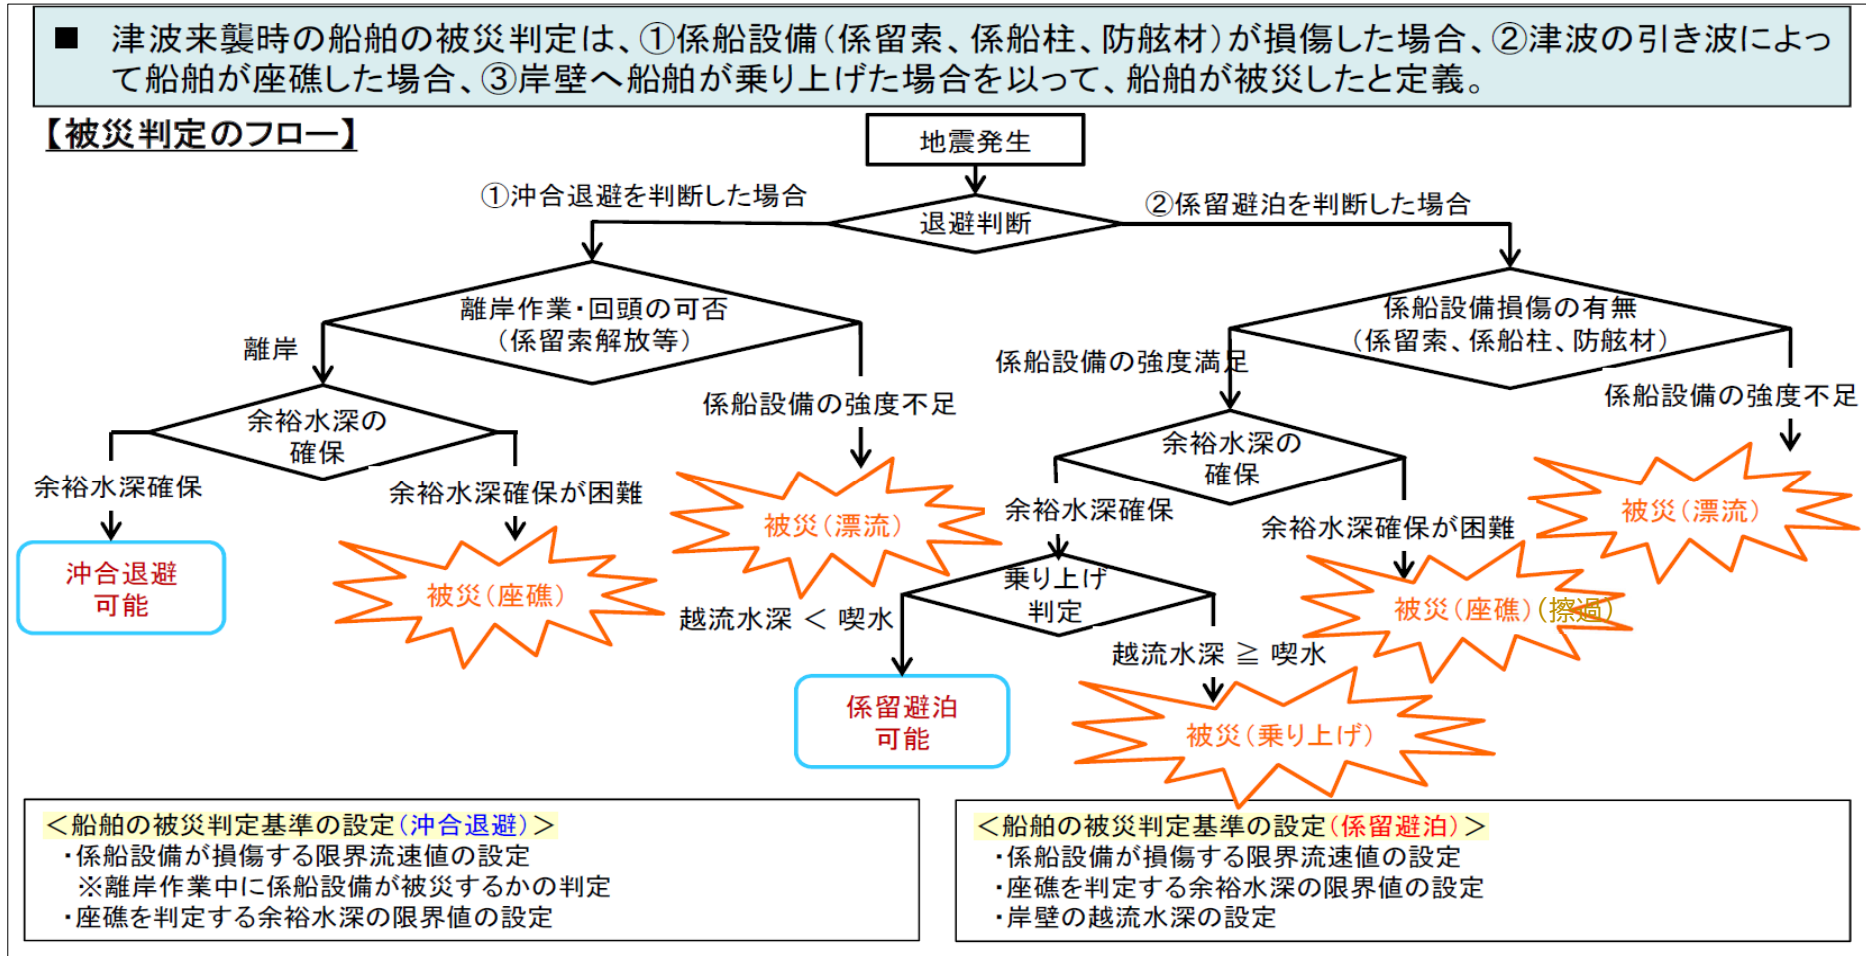 ■ 津波来襲時の船舶の被災判定は、①係船設備(係留索、係船柱、防舷材)が損傷した場合、②津波の引き波によっ
て船舶が座礁した場合、③岸壁へ船舶が乗り上げた場合を以って、船舶が被災したと定義。
【被災判定のフロー】
地震発生
①沖合退避を判断した場合
退避判断
②係留避泊を判断した場合
離岸作業・回頭の可否
(係留索解放等)
係船設備損傷の有無
(係留索、係船柱、防舷材)
離岸
係船設備の強度不足
係船設備の強度満足
係船設備の強度不足
余裕水深の
確保
余裕水深の
確保
余裕水深確保
余裕水深確保が困難
被災(漂流)
余裕水深確保
余裕水深確保が困難
被災(漂流)
沖合退避
可能
被災(座礁)
乗り上げ
判定
被災(座礁)(擦過)
越流水深 < 喫水
越流水深 ≧ 喫水
係留避泊
可能
被災(乗り上げ)
<船舶の被災判定基準の設定(沖合退避)>
・係船設備が損傷する限界流速値の設定
※離岸作業中に係船設備が被災するかの判定
・座礁を判定する余裕水深の限界値の設定
<船舶の被災判定基準の設定(係留避泊)>
・係船設備が損傷する限界流速値の設定
・座礁を判定する余裕水深の限界値の設定
・岸壁の越流水深の設定